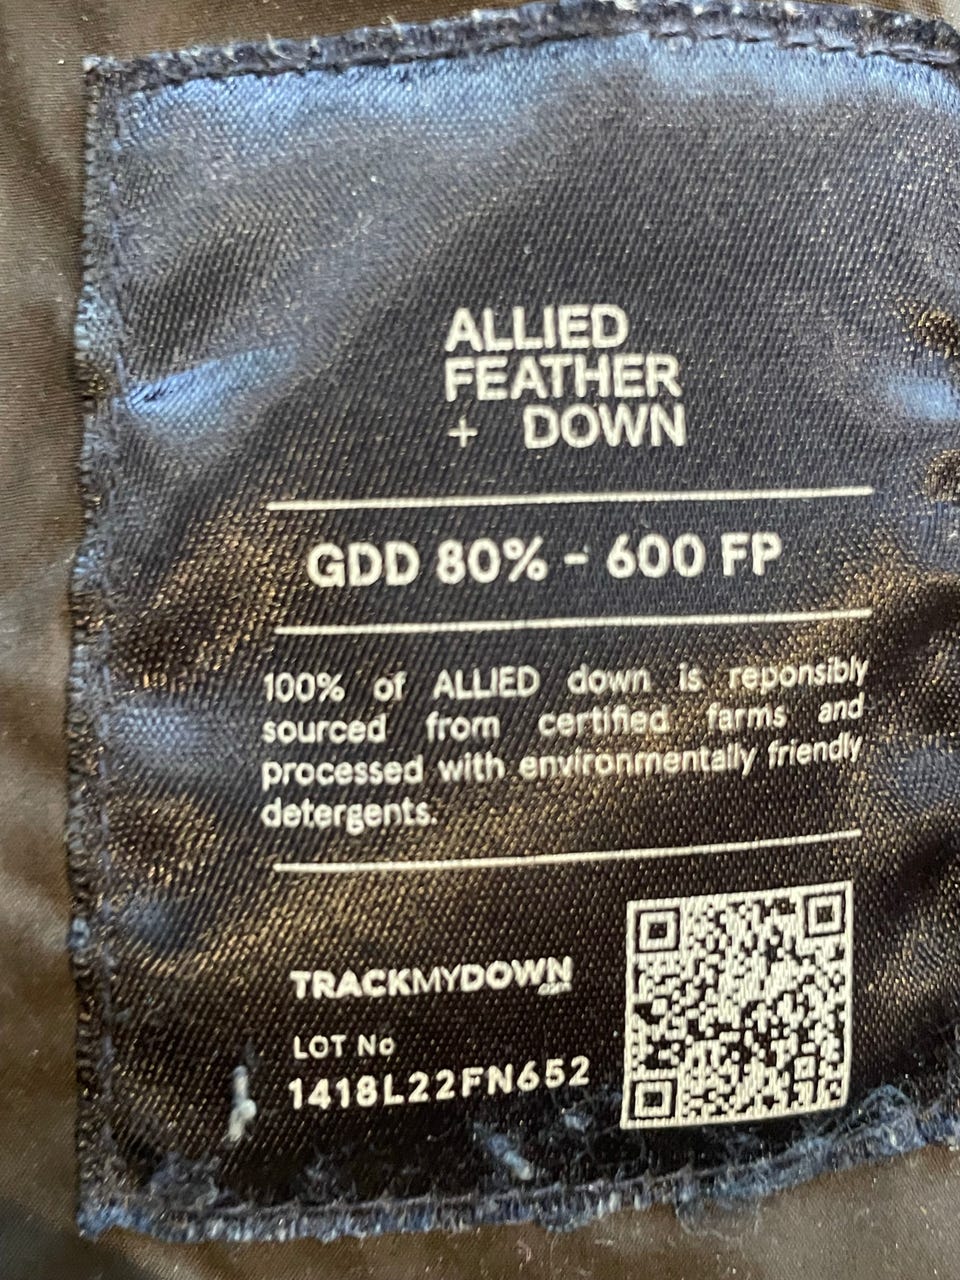 ALLIED
FEATHER
+ DOWN
GDD 80% - 600 FP
100% of ALLIED down is reponsibly
sourced from certified farms and
processed with environmentally friendly
detergents.
TRACKMYDOWN
.com
LOT No
1418L22FN652